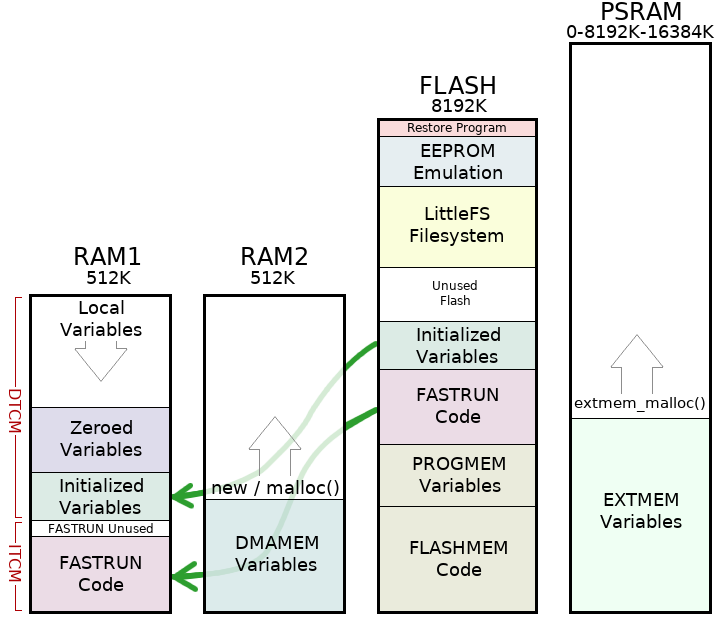 PSRAM
0-8192K-16384K
FLASH
8192K
Restore Program
EEPROM
Emulation
LittleFS
Filesystem
Unused
Flash
Initialized
Variables
FASTRUN
Code
PROGMEM
Variables
FLASHMEM
Code
RAM1
512K
Local
Variables
Zeroed
Variables
Initialized
Variables
FASTRUN Unused
FASTRUN
Code
DTCM
ITCM
RAM2
512K
new / malloc()
DMAMEM
Variables
extmem_malloc()
EXTMEM
Variables